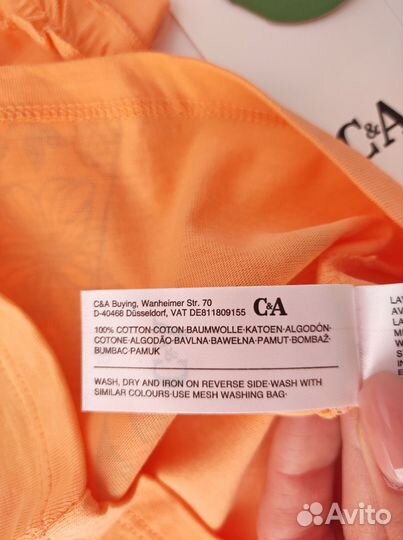 C&A
C&A Buying, Wanheimer Str. 70
D-40468 Düsseldorf, VAT DE811809155
C&A
100% COTTON·COTON·BAUMWOLLE·KATOEN·ALGODÓN·
COTONE·ALGODÃO·BAVLNA·BAWEŁNA·PAMUT·BOMBAŽ·
BUMBAC·PAMUK
WASH, DRY AND IRON ON REVERSE SIDE·WASH WITH
SIMILAR COLOURS·USE MESH WASHING BAG·
Avito